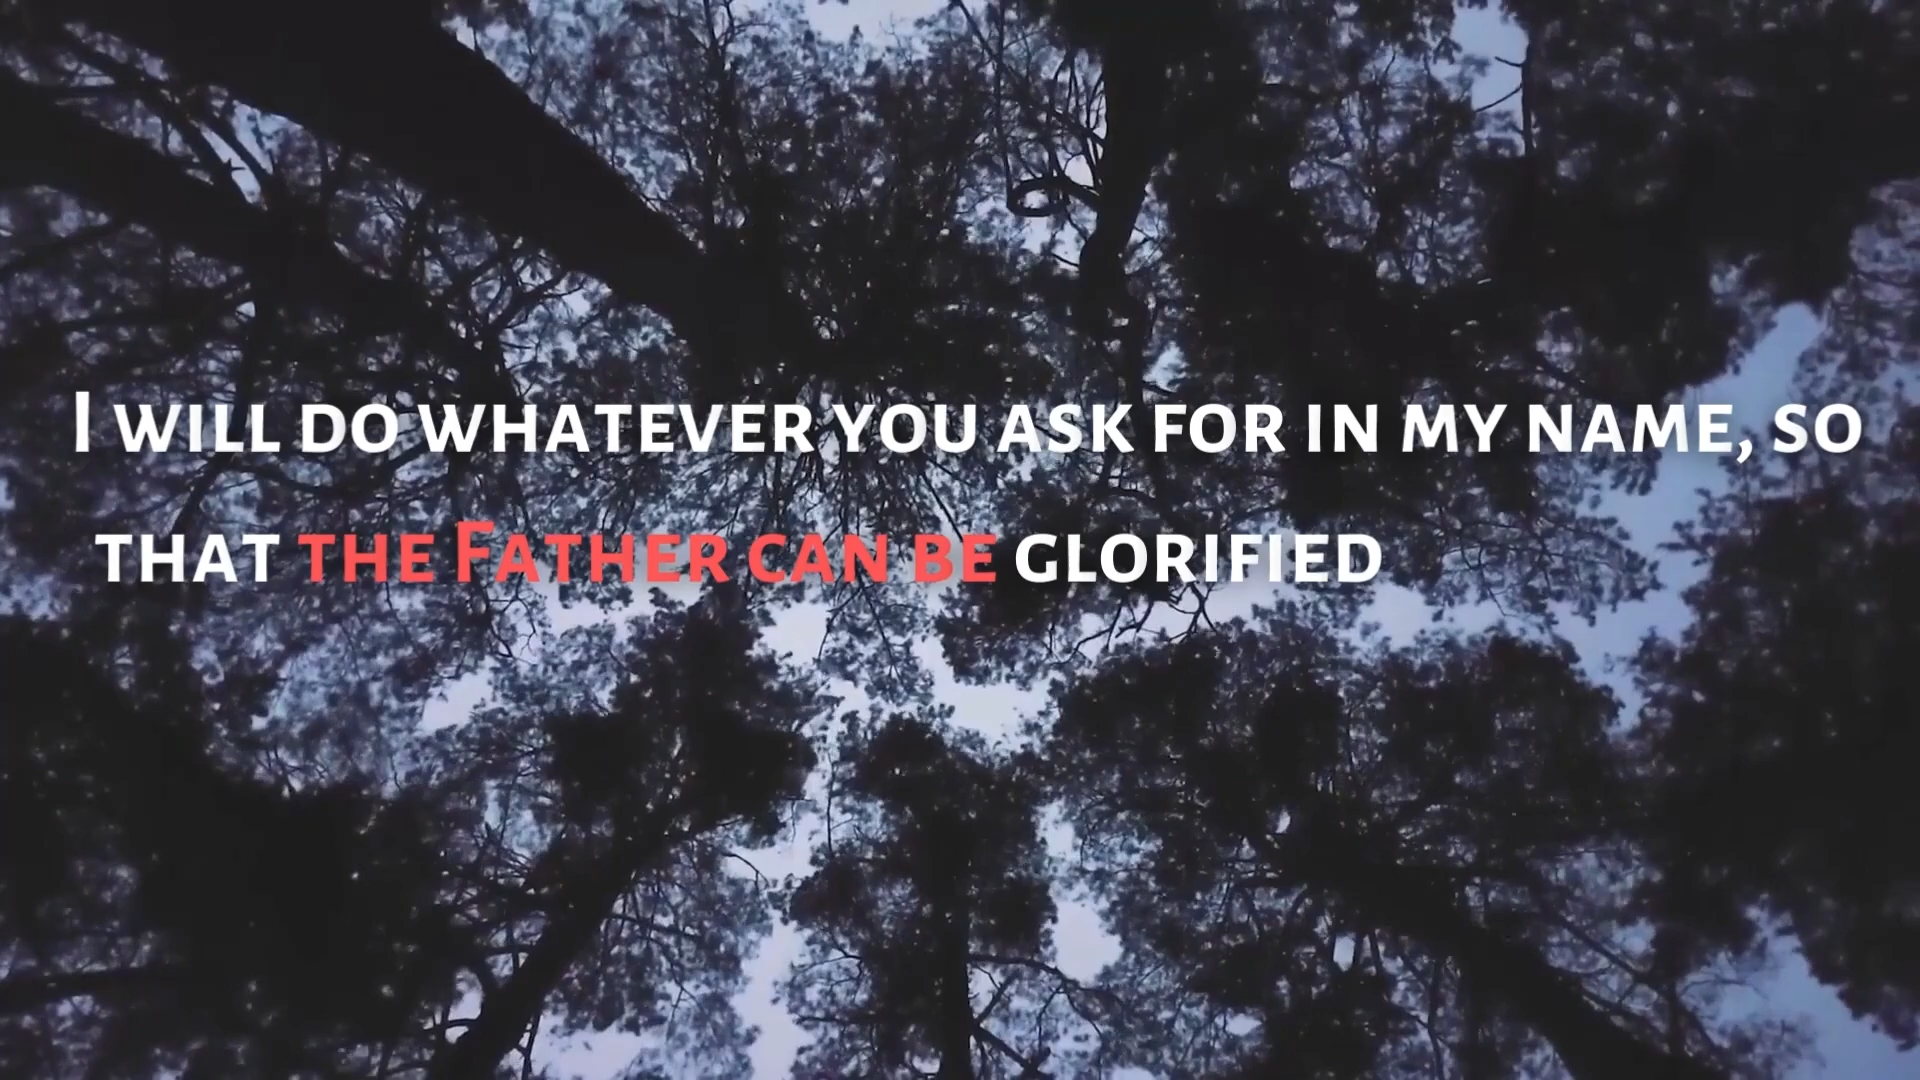 I will do whatever you ask for in my name, so
that the Father can be glorified